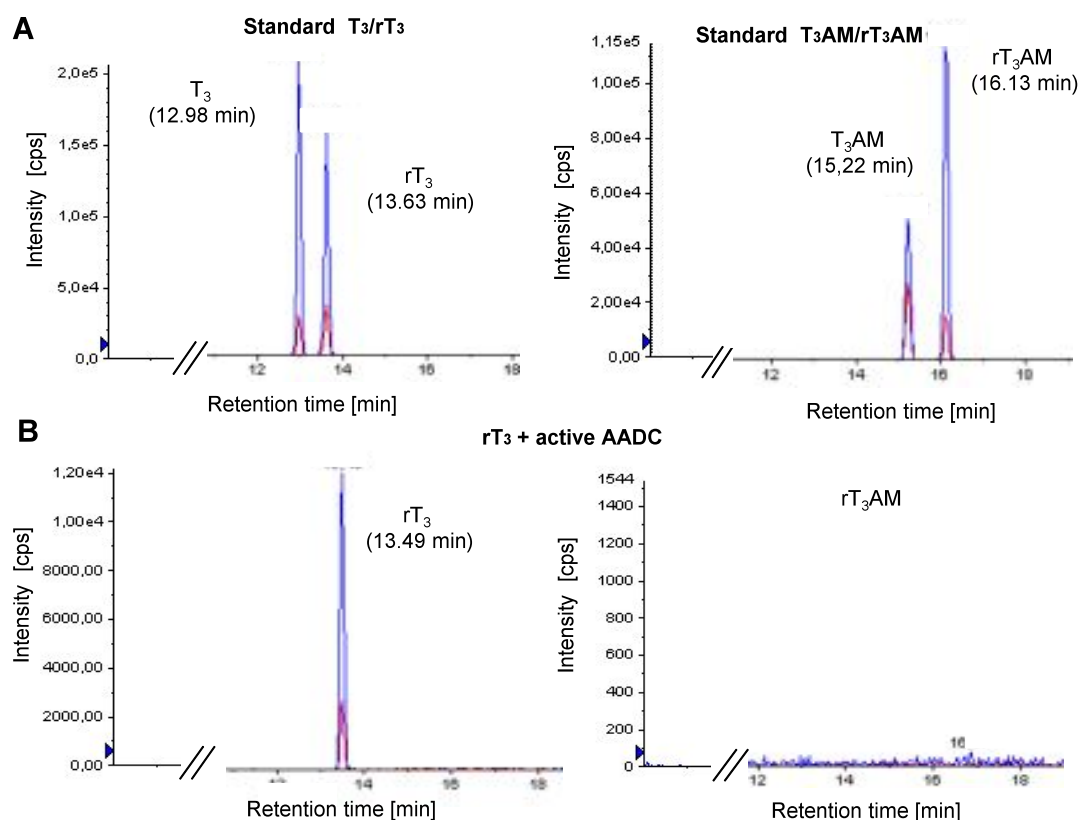 A
Standard T3/rT3
2,0e5
1,5e5
1,0e5
5,0e4
0,0
Intensity [cps]
T3
(12.98 min)
rT3
(13.63 min)
12
14
16
18
Retention time [min]
Standard T3AM/rT3AM
1,15e5
1,00e5
8,00e4
6,00e4
4,00e4
2,00e4
0,00
Intensity [cps]
T3AM
(15,22 min)
rT3AM
(16.13 min)
12
14
16
Retention time [min]
B
rT3 + active AADC
1,20e4
1,00e4
8000,00
6000,00
4000,00
2000,00
0,00
Intensity [cps]
rT3
(13.49 min)
12
14
16
18
Retention time [min]
1544
1400
1200
1000
800
600
400
200
0
Intensity [cps]
rT3AM
16
12
14
16
18
Retention time [min]